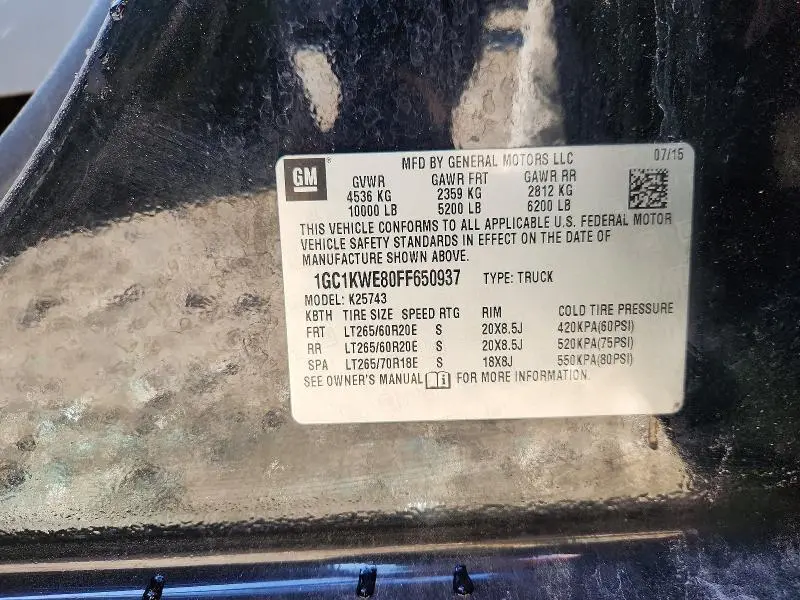 GM
MFD BY GENERAL MOTORS LLC 07/15
GVWR GAWR FRT GAWR RR
4536 KG 2359 KG 2812 KG
10000 LB 5200 LB 6200 LB
THIS VEHICLE CONFORMS TO ALL APPLICABLE U.S. FEDERAL MOTOR
VEHICLE SAFETY STANDARDS IN EFFECT ON THE DATE OF
MANUFACTURE SHOWN ABOVE.
1GC1KWE80FF650937 TYPE: TRUCK
MODEL: K25743
KBTH TIRE SIZE SPEED RTG RIM COLD TIRE PRESSURE
FRT LT265/60R20E S 20X8.5J 420KPA(60PSI)
RR LT265/60R20E S 20X8.5J 520KPA(75PSI)
SPA LT265/70R18E S 18X8J 550KPA(80PSI)
SEE OWNER'S MANUAL FOR MORE INFORMATION.